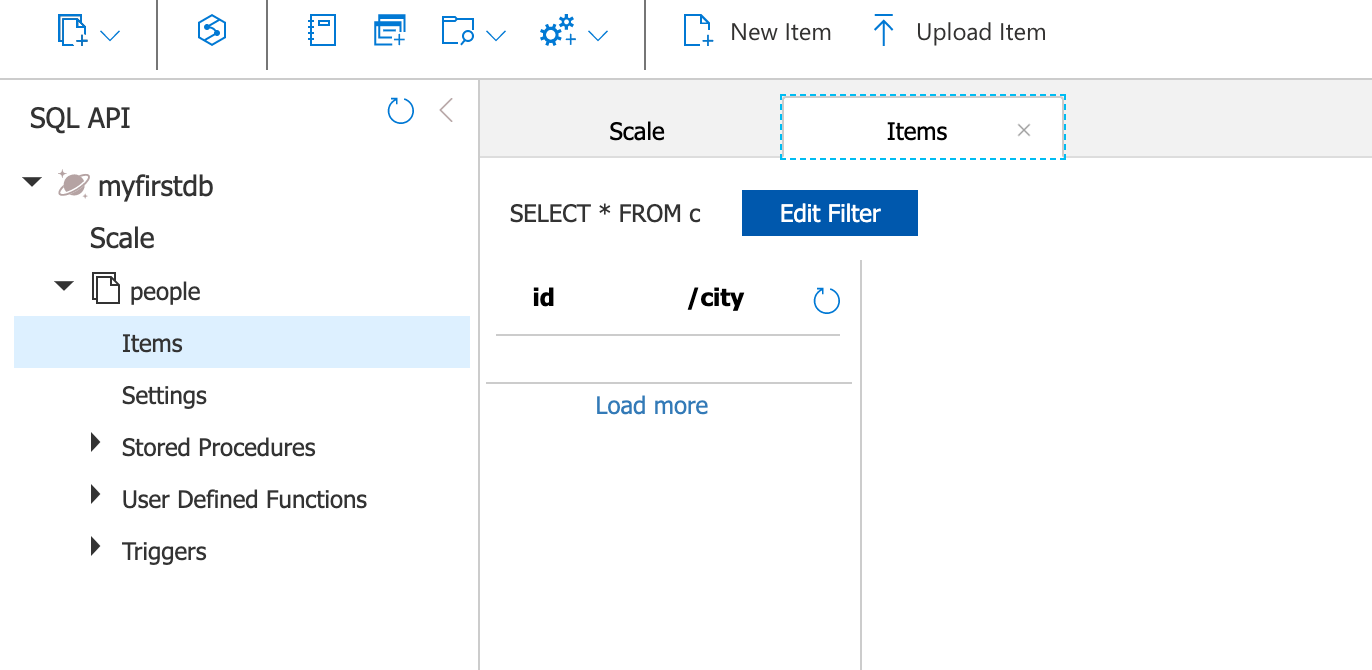 New Item
Upload Item
SQL API
myfirstdb
Scale
people
Items
Settings
Stored Procedures
User Defined Functions
Triggers
Scale
Items
SELECT * FROM c
Edit Filter
id
/city
Load more